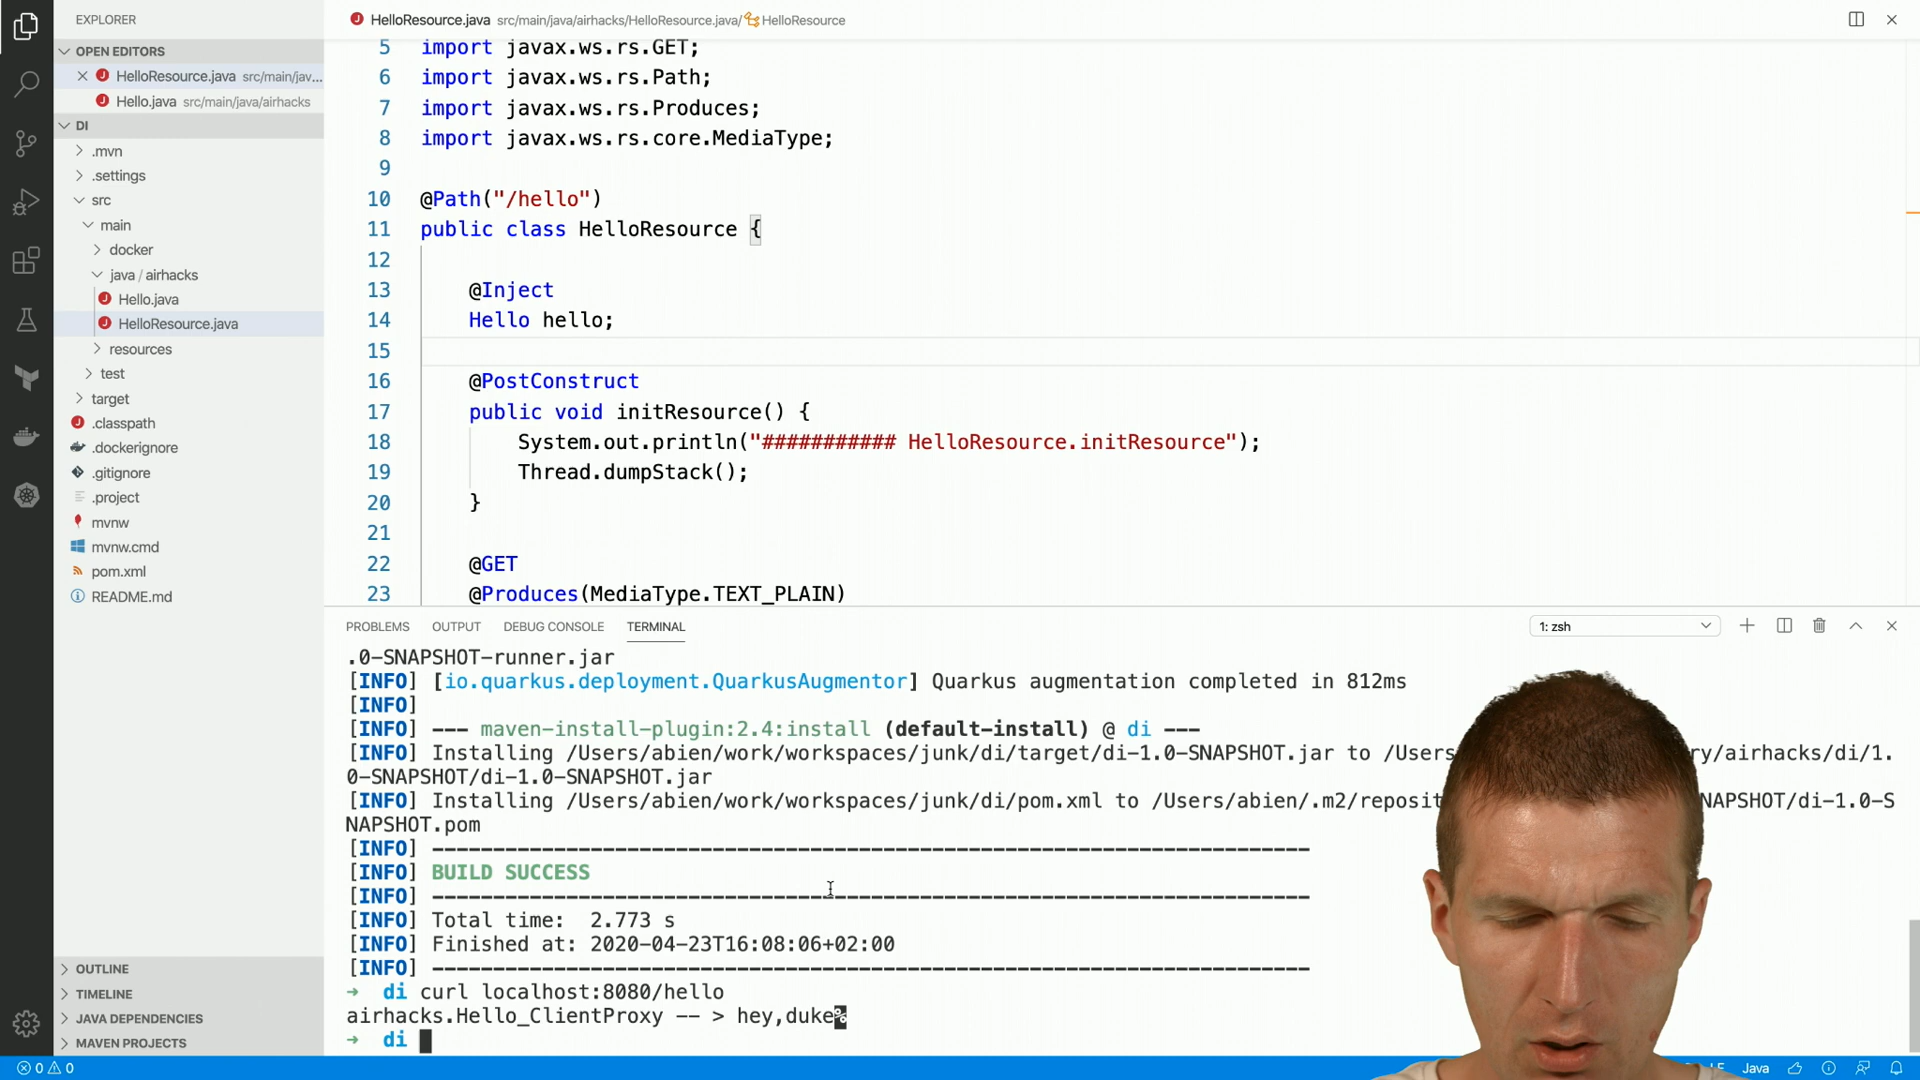 EXPLORER
OPEN EDITORS
HelloResource.java src/main/jav...
Hello.java src/main/java/airhacks
DI
.mvn
.settings
src
main
docker
java / airhacks
Hello.java
HelloResource.java
resources
test
target
.classpath
.dockerignore
.gitignore
.project
mvnw
mvnw.cmd
pom.xml
README.md
OUTLINE
TIMELINE
JAVA DEPENDENCIES
MAVEN PROJECTS
HelloResource.java src/main/java/airhacks/HelloResource.java/ HelloResource
5 import javax.ws.rs.GET;
6 import javax.ws.rs.Path;
7 import javax.ws.rs.Produces;
8 import javax.ws.rs.core.MediaType;
9
10 @Path("/hello")
11 public class HelloResource {
12
13 @Inject
14 Hello hello;
15
16 @PostConstruct
17 public void initResource() {
18 System.out.println("########### HelloResource.initResource");
19 Thread.dumpStack();
20 }
21
22 @GET
23 @Produces(MediaType.TEXT_PLAIN)
PROBLEMS OUTPUT DEBUG CONSOLE TERMINAL 1: zsh
.0-SNAPSHOT-runner.jar
[INFO] [io.quarkus.deployment.QuarkusAugmentor] Quarkus augmentation completed in 812ms
[INFO]
[INFO] --- maven-install-plugin:2.4:install (default-install) @ di ---
[INFO] Installing /Users/abien/work/workspaces/junk/di/target/di-1.0-SNAPSHOT.jar to /Users ry/airhacks/di/1.
0-SNAPSHOT/di-1.0-SNAPSHOT.jar
[INFO] Installing /Users/abien/work/workspaces/junk/di/pom.xml to /Users/abien/.m2/reposit NAPSHOT/di-1.0-S
NAPSHOT.pom
[INFO] ------------------------------------------------------------------------
[INFO] BUILD SUCCESS
[INFO] ------------------------------------------------------------------------
[INFO] Total time: 2.773 s
[INFO] Finished at: 2020-04-23T16:08:06+02:00
[INFO] ------------------------------------------------------------------------
→ di curl localhost:8080/hello
airhacks.Hello_ClientProxy -- > hey,duke%
→ di
0 0
LF Java